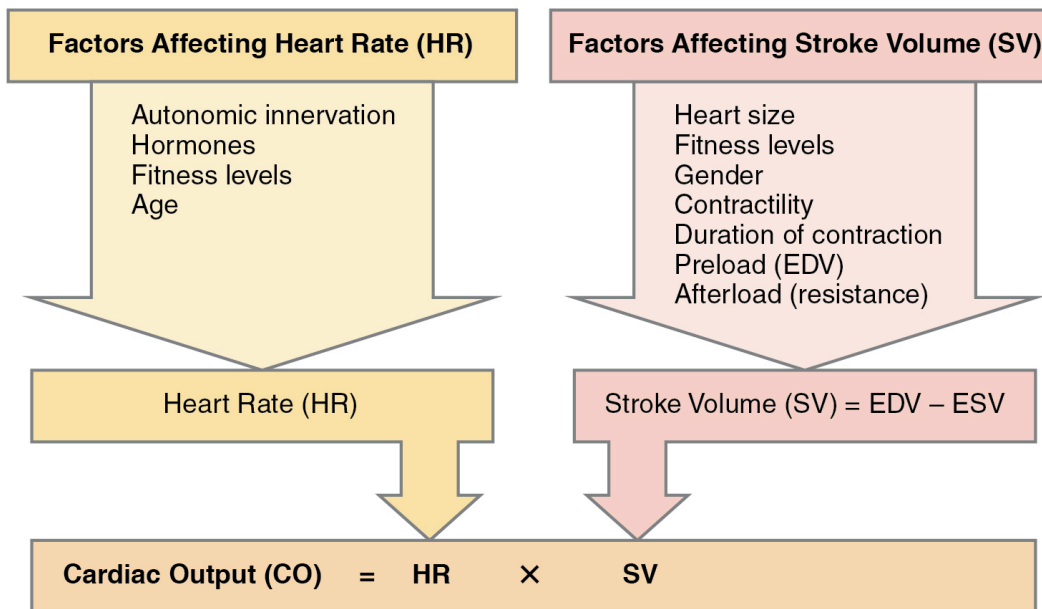 Factors Affecting Heart Rate (HR)
Autonomic innervation
Hormones
Fitness levels
Age
Heart Rate (HR)
Factors Affecting Stroke Volume (SV)
Heart size
Fitness levels
Gender
Contractility
Duration of contraction
Preload (EDV)
Afterload (resistance)
Stroke Volume (SV) = EDV – ESV
Cardiac Output (CO) = HR × SV